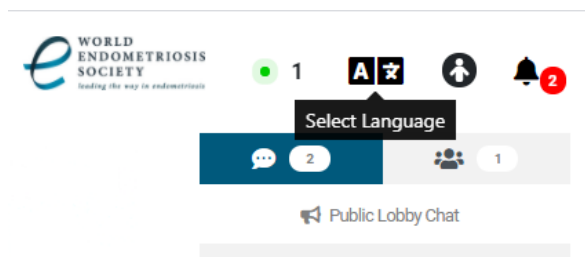 WORLD
ENDOMETRIOSIS
SOCIETY
leading the way in endometriosis
1
A
2
Select Language
2
1
Public Lobby Chat